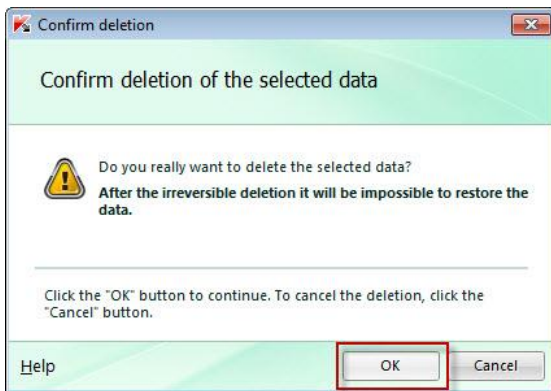 Confirm deletion
Confirm deletion of the selected data
Do you really want to delete the selected data?
After the irreversible deletion it will be impossible to restore the
data.
Click the "OK" button to continue. To cancel the deletion, click the
"Cancel" button.
Help
OK
Cancel